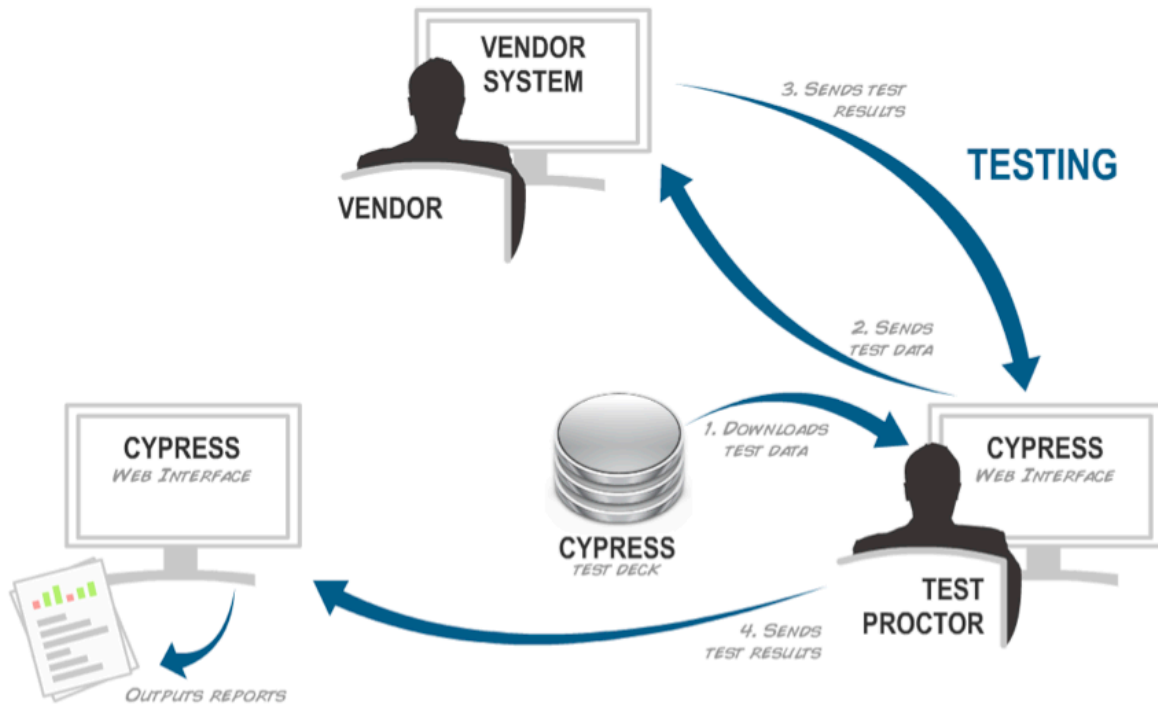 VENDOR
SYSTEM
VENDOR
3. SENDS TEST
RESULTS
TESTING
2. SENDS
TEST DATA
1. DOWNLOADS
TEST DATA
CYPRESS
WEB INTERFACE
CYPRESS
TEST DECK
CYPRESS
WEB INTERFACE
TEST
PROCTOR
4. SENDS
TEST RESULTS
OUTPUTS REPORTS